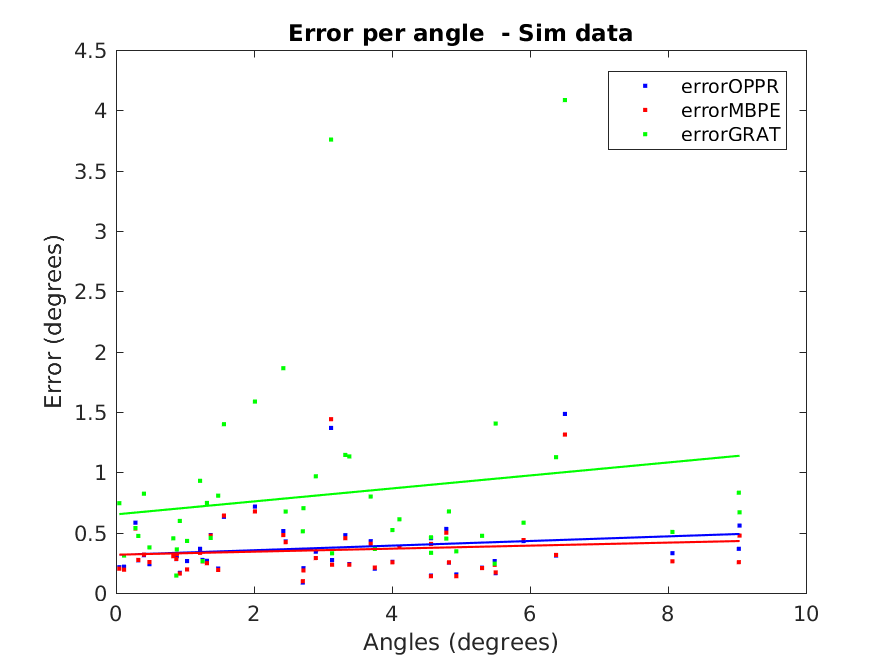 Error per angle  - Sim data
4.5
4
3.5
3
2.5
2
1.5
1
0.5
0
Error (degrees)
errorOPPR
errorMBPE
errorGRAT
0 2 4 6 8 10
Angles (degrees)